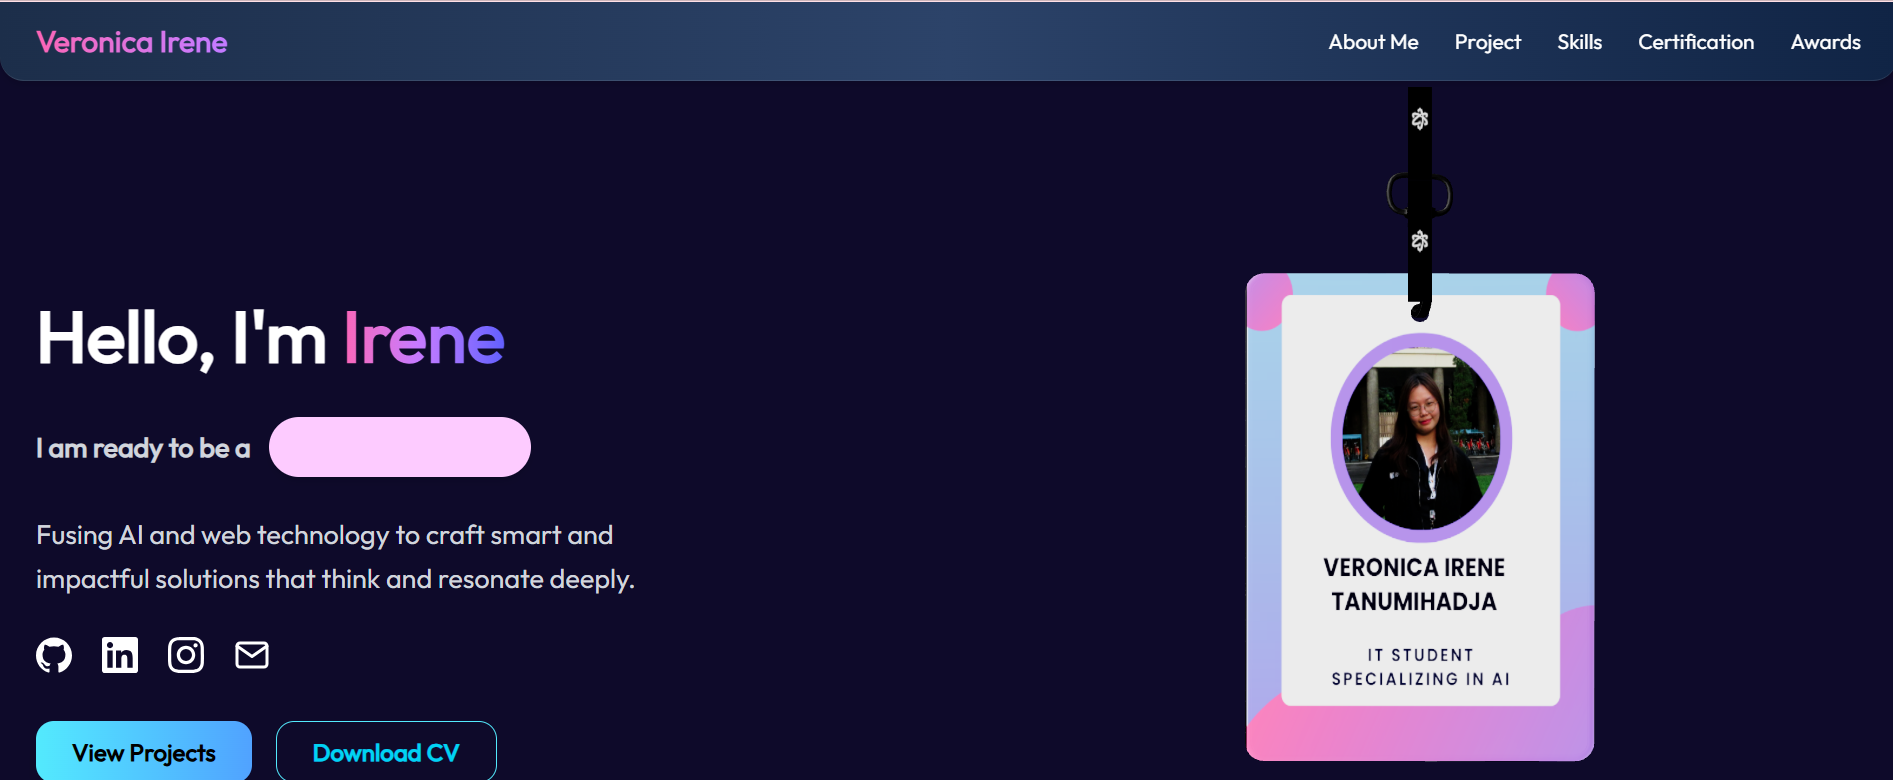 Veronica Irene
About Me Project Skills Certification Awards
Hello, I'm Irene
I am ready to be a
Fusing AI and web technology to craft smart and
impactful solutions that think and resonate deeply.
View Projects Download CV
VERONICA IRENE
TANUMIHADJA
IT STUDENT
SPECIALIZING IN AI